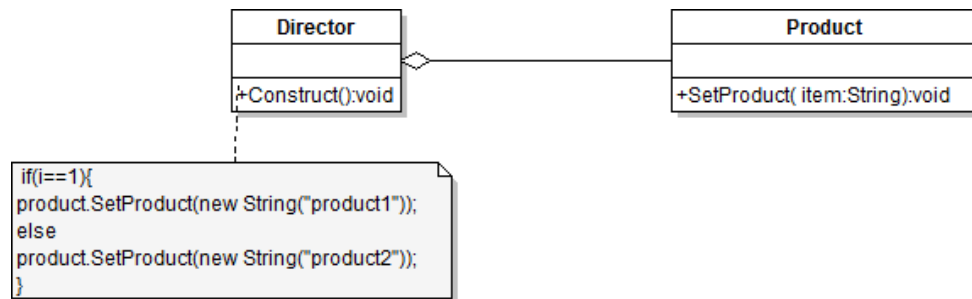 Director
Product
+Construct():void
+SetProduct( item:String):void
if(i==1){
product.SetProduct(new String("product1"));
else
product.SetProduct(new String("product2"));
}